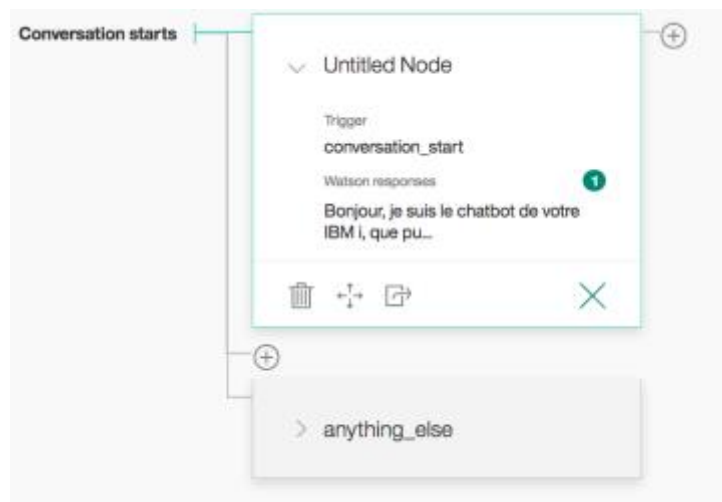 Conversation starts
Untitled Node
Trigger
conversation_start
Watson responses
1
Bonjour, je suis le chatbot de votre
IBM i, que pu...
anything_else